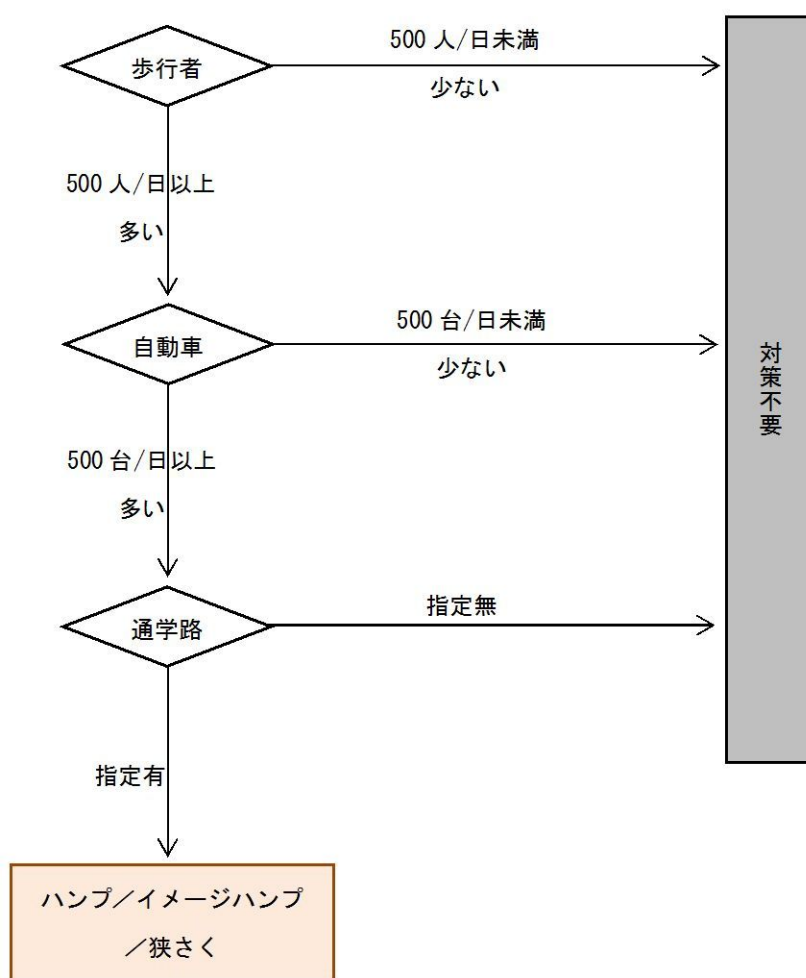 歩行者
500 人/日未満
少ない
500 人/日以上
多い
自動車
500 台/日未満
少ない
500 台/日以上
多い
通学路
指定無
指定有
ハンプ／イメージハンプ
／狭さく
対策不要